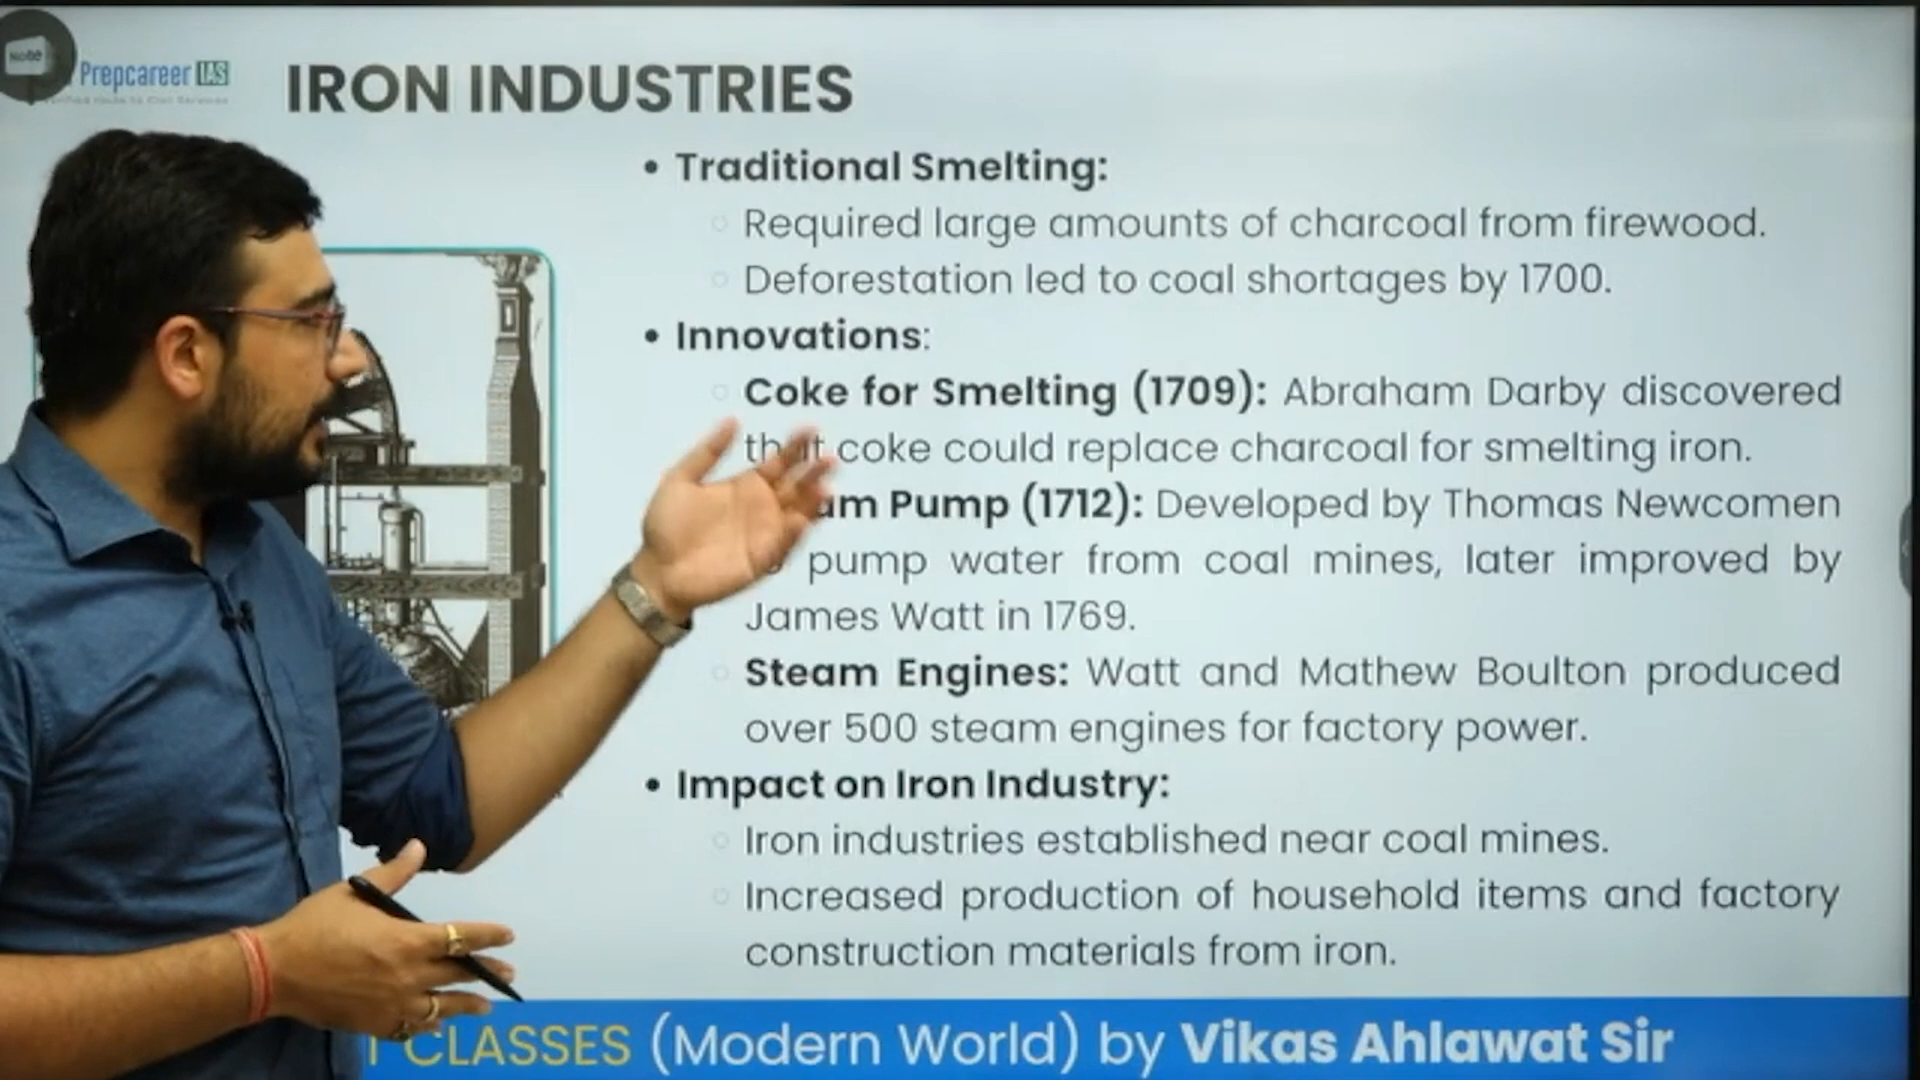 Note
Prepcareer IAS
IRON INDUSTRIES
• Traditional Smelting:
Required large amounts of charcoal from firewood.
Deforestation led to coal shortages by 1700.
• Innovations:
Coke for Smelting (1709): Abraham Darby discovered
that coke could replace charcoal for smelting iron.
am Pump (1712): Developed by Thomas Newcomen
pump water from coal mines, later improved by
James Watt in 1769.
Steam Engines: Watt and Mathew Boulton produced
over 500 steam engines for factory power.
• Impact on Iron Industry:
Iron industries established near coal mines.
Increased production of household items and factory
construction materials from iron.
CLASSES (Modern World) by Vikas Ahlawat Sir